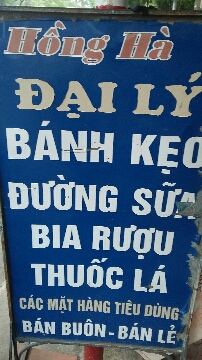 Hồng Hà
ĐẠI LÝ
BÁNH KẸO
ĐƯỜNG SỮA
BIA RƯỢU
THUỐC LÁ
CÁC MẶT HÀNG TIÊU DÙNG
BÁN BUÔN - BÁN LẺ